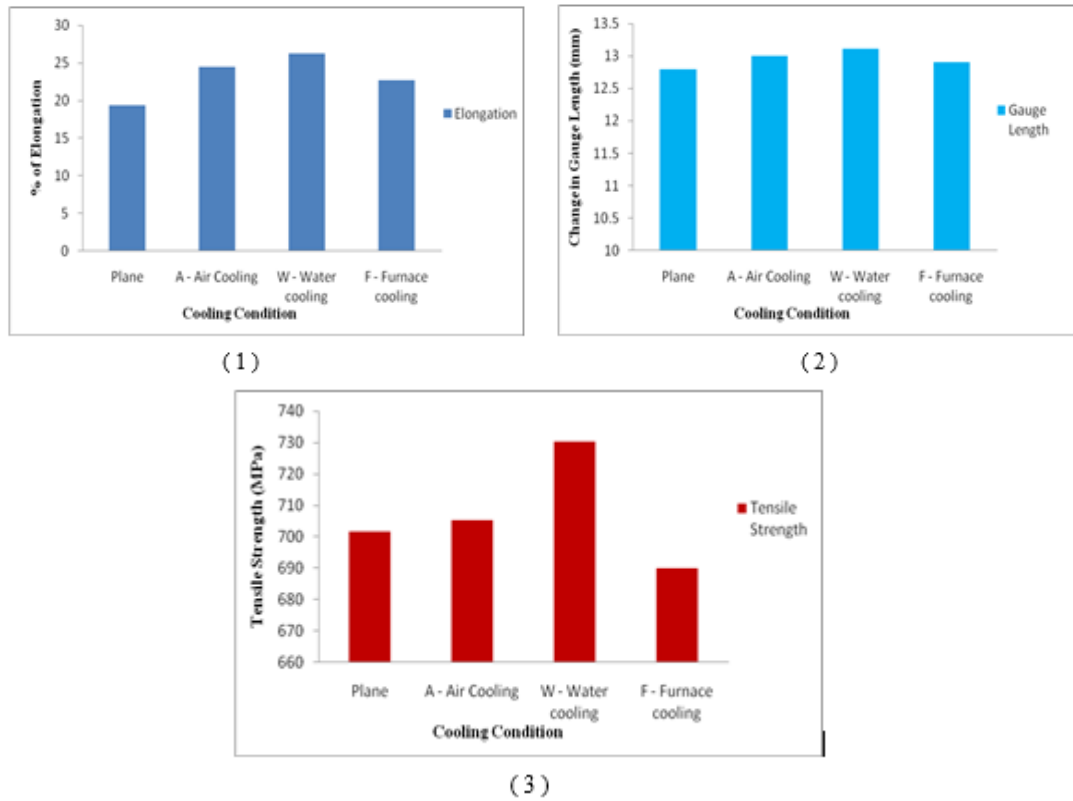 30
25
20
15
10
5
0
% of Elongation
Plane
A - Air Cooling
W - Water
cooling
F - Furnace
cooling
Cooling Condition
Elongation
( 1 )
13.5
13
12.5
12
11.5
11
10.5
10
Change in Gauge Length (mm)
Plane
A - Air Cooling
W - Water
cooling
F - Furnace
cooling
Cooling Condition
Gauge
Length
( 2 )
740
730
720
710
700
690
680
670
660
Tensile Strength (MPa)
Plane
A - Air Cooling
W - Water
cooling
F - Furnace
cooling
Cooling Condition
Tensile
Strength
( 3 )